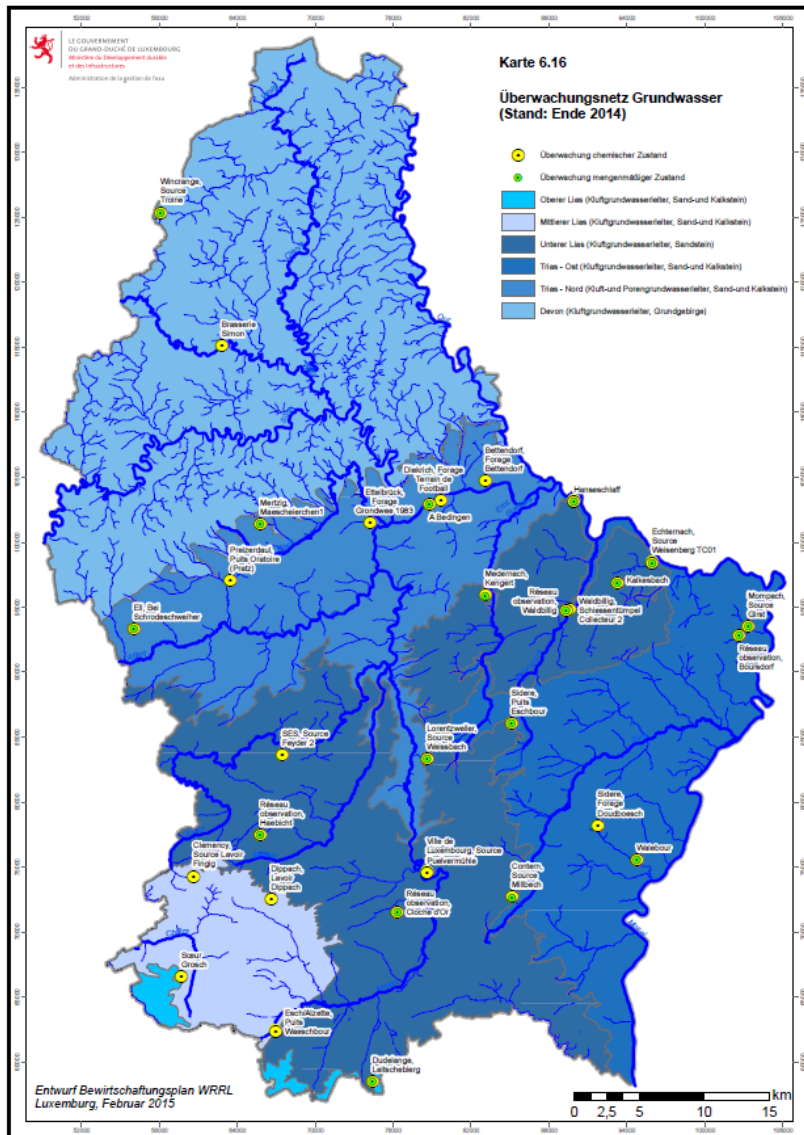 LE GOUVERNEMENT
DU GRAND-DUCHÉ DE LUXEMBOURG
Ministère du Développement durable
et des Infrastructures
Administration de la gestion de l'eau
Karte 6.16
Überwachungsnetz Grundwasser
(Stand: Ende 2014)
Überwachung chemischer Zustand
Überwachung mengenmäßiger Zustand
Oberer Lias (Kluftgrundwasserleiter, Sand-und Kalkstein)
Mittlerer Lias (Kluftgrundwasserleiter, Sand-und Kalkstein)
Unterer Lias (Kluftgrundwasserleiter, Sandstein)
Trias - Ost (Kluftgrundwasserleiter, Sand-und Kalkstein)
Trias - Nord (Kluft-und Porengrundwasserleiter, Sand-und Kalkstein)
Devon (Kluftgrundwasserleiter, Grundgebirge)
Wincrange,
Source
Troine
Brasserie
Simon
Bettendorf,
Forage
Bettendorf
Diekirch, Forage
Terrain de
Football
Ettelbrück,
Forage
Grondwee 1983
A Bedingen
Hanseschlaff
Mertzig,
Maescheierchen1
Preizerdaul,
Puits Oratoire
(Pratz)
Echternach,
Source
Weisenberg TC01
Kalkesbach
Medernach,
Kengert
Réseau
observation,
Waldbillig
Waldbillig,
Schiessentümpel
Collecteur 2
Mompach,
Source
Girst
Réseau
observation,
Boursdorf
Ell, Bei
Schrodeschweiher
Sidere,
Puits
Eschbour
SES, Source
Feyder 2
Lorentzweiler,
Source
Weissbach
Réseau
observation,
Haebicht
Sidere,
Forage
Doudboesch
Walebour
Clemency,
Source Lavoir
Fingig
Dippach,
Lavoir
Dippach
Ville de
Luxembourg, Source
Puelvermühle
Contern,
Source
Millbech
Réseau
observation,
Cloche d'Or
Sœur
Grosch
Esch/Alzette,
Puits
Waeschbour
Dudelange,
Leitschebierg
Entwurf Bewirtschaftungsplan WRRL
Luxemburg, Februar 2015
km
0 2,5 5 10 15